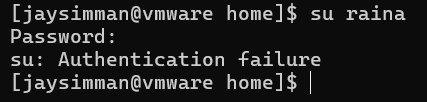 [jaysimman@vmware home]$ su raina
Password:
su: Authentication failure
[jaysimman@vmware home]$